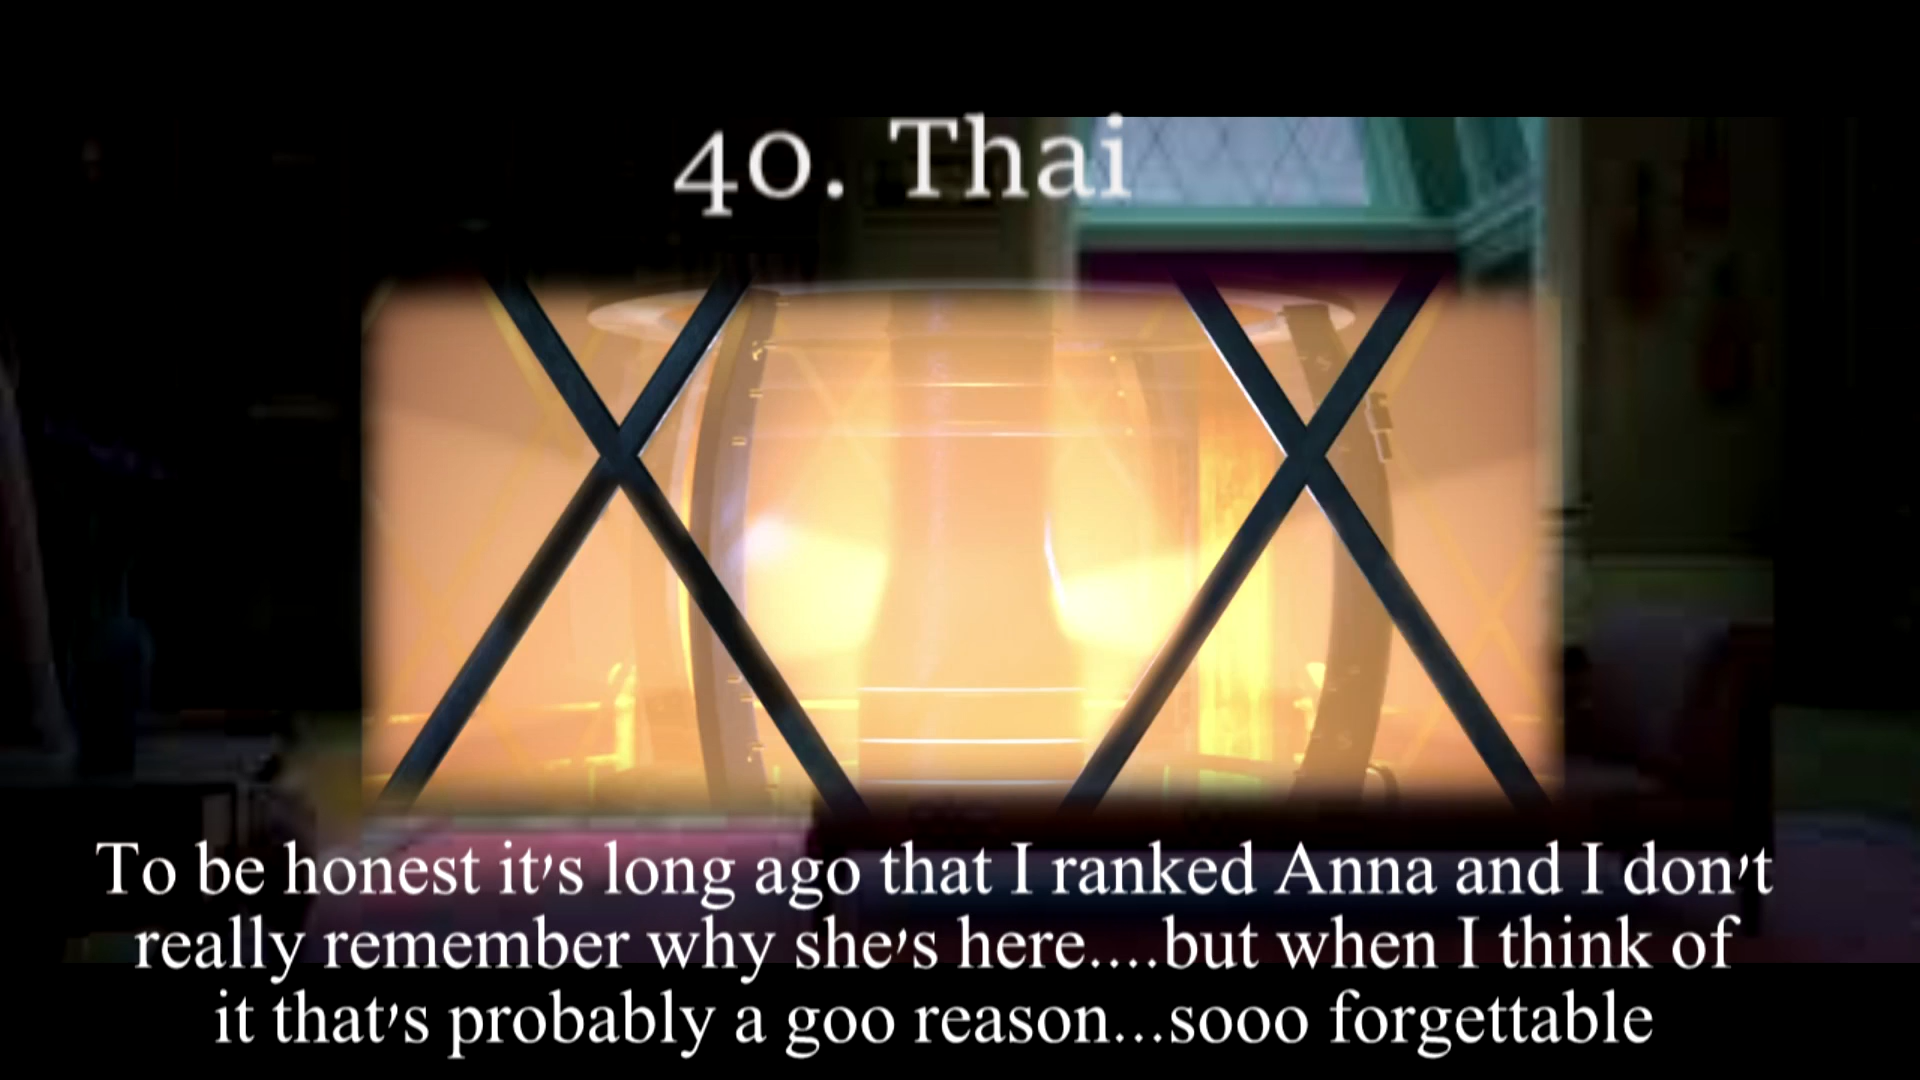 40. Thai
To be honest it's long ago that I ranked Anna and I don't
really remember why she's here....but when I think of
it that's probably a goo reason...sooo forgettable